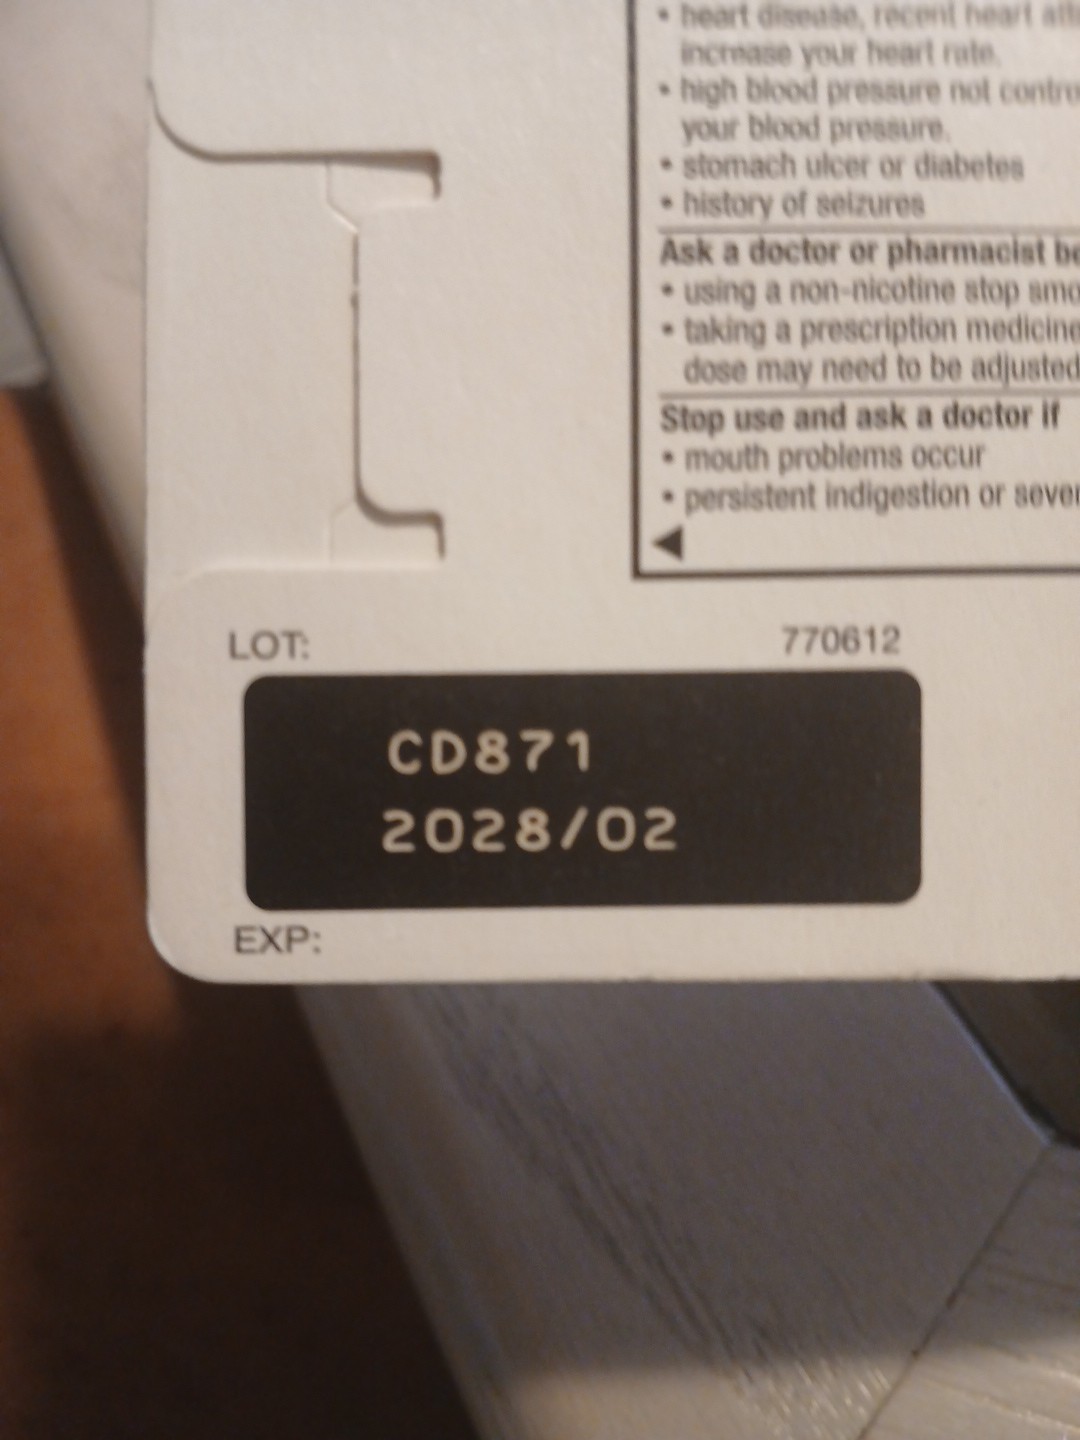 • heart disease, recent heart
increase your heart rate.
• high blood pressure not
your blood pressure.
• stomach ulcer or diabetes
• history of seizures
Ask a doctor or pharmacist
• using a non-nicotine stop
• taking a prescription medicine
dose may need to be adjusted
Stop use and ask a doctor if
• mouth problems occur
• persistent indigestion or
LOT: 770612
CD871
2028/02
EXP: